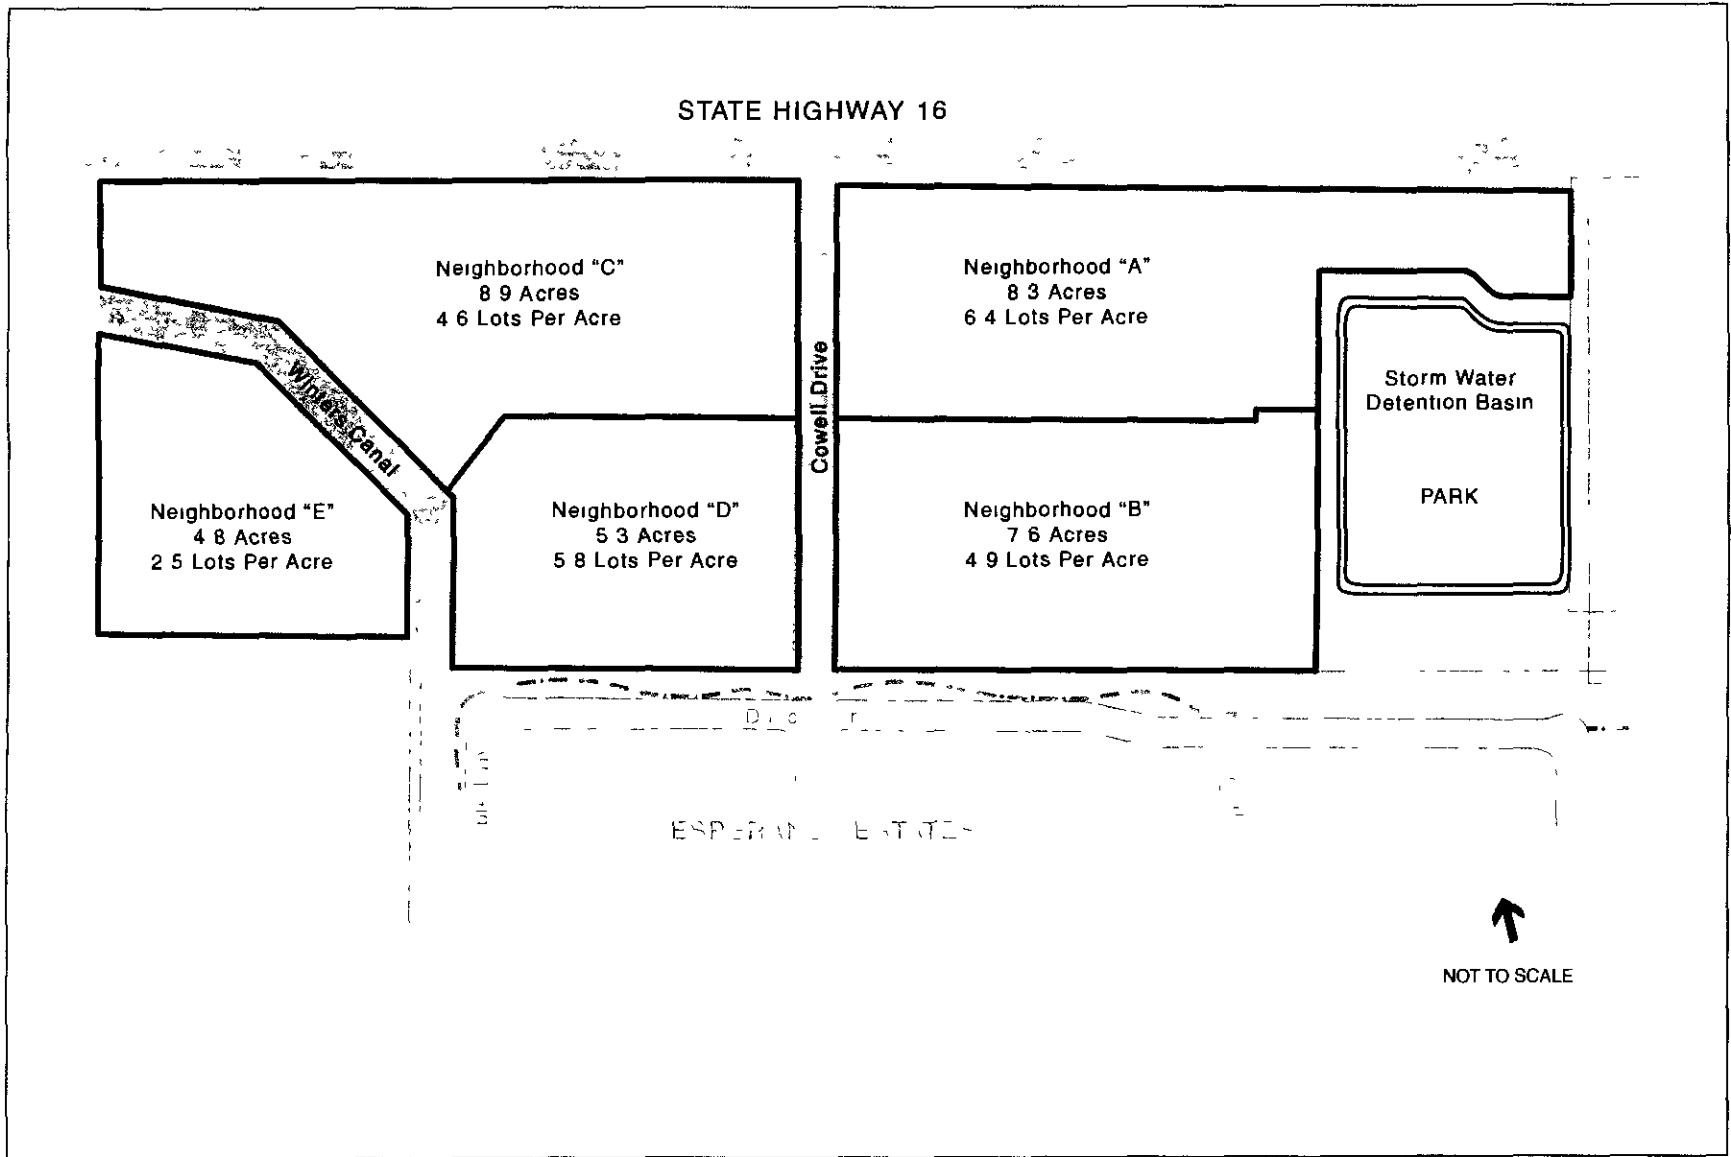 STATE HIGHWAY 16
Neighborhood "C"
8 9 Acres
4 6 Lots Per Acre
Neighborhood "A"
8 3 Acres
6 4 Lots Per Acre
Cowell Drive
Winters Canal
Storm Water
Detention Basin
PARK
Neighborhood "E"
4 8 Acres
2 5 Lots Per Acre
Neighborhood "D"
5 3 Acres
5 8 Lots Per Acre
Neighborhood "B"
7 6 Acres
4 9 Lots Per Acre
NOT TO SCALE